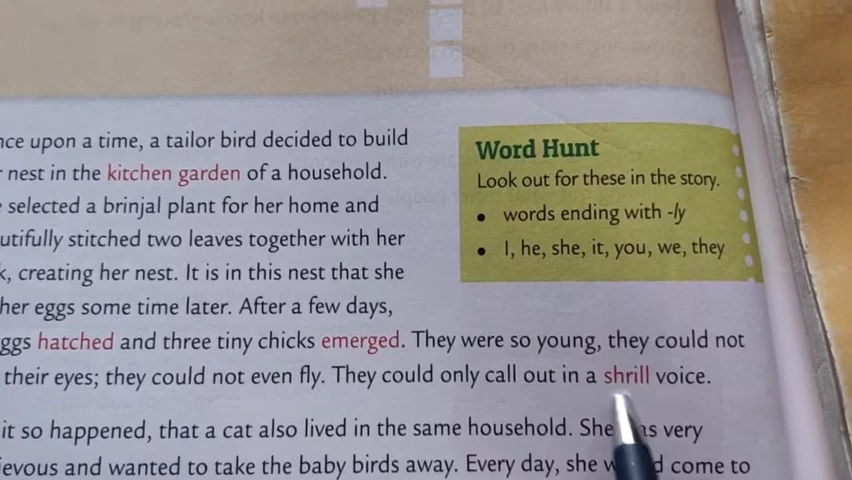 nce upon a time, a tailor bird decided to build
nest in the kitchen garden of a household.
selected a brinjal plant for her home and
utifully stitched two leaves together with her
k, creating her nest. It is in this nest that she
her eggs some time later. After a few days,
ggs hatched and three tiny chicks emerged. They were so young, they could not
their eyes; they could not even fly. They could only call out in a shrill voice.
it so happened, that a cat also lived in the same household. She as very
ievous and wanted to take the baby birds away. Every day, she w d come to
Word Hunt
Look out for these in the story.
• words ending with -ly
• I, he, she, it, you, we, they